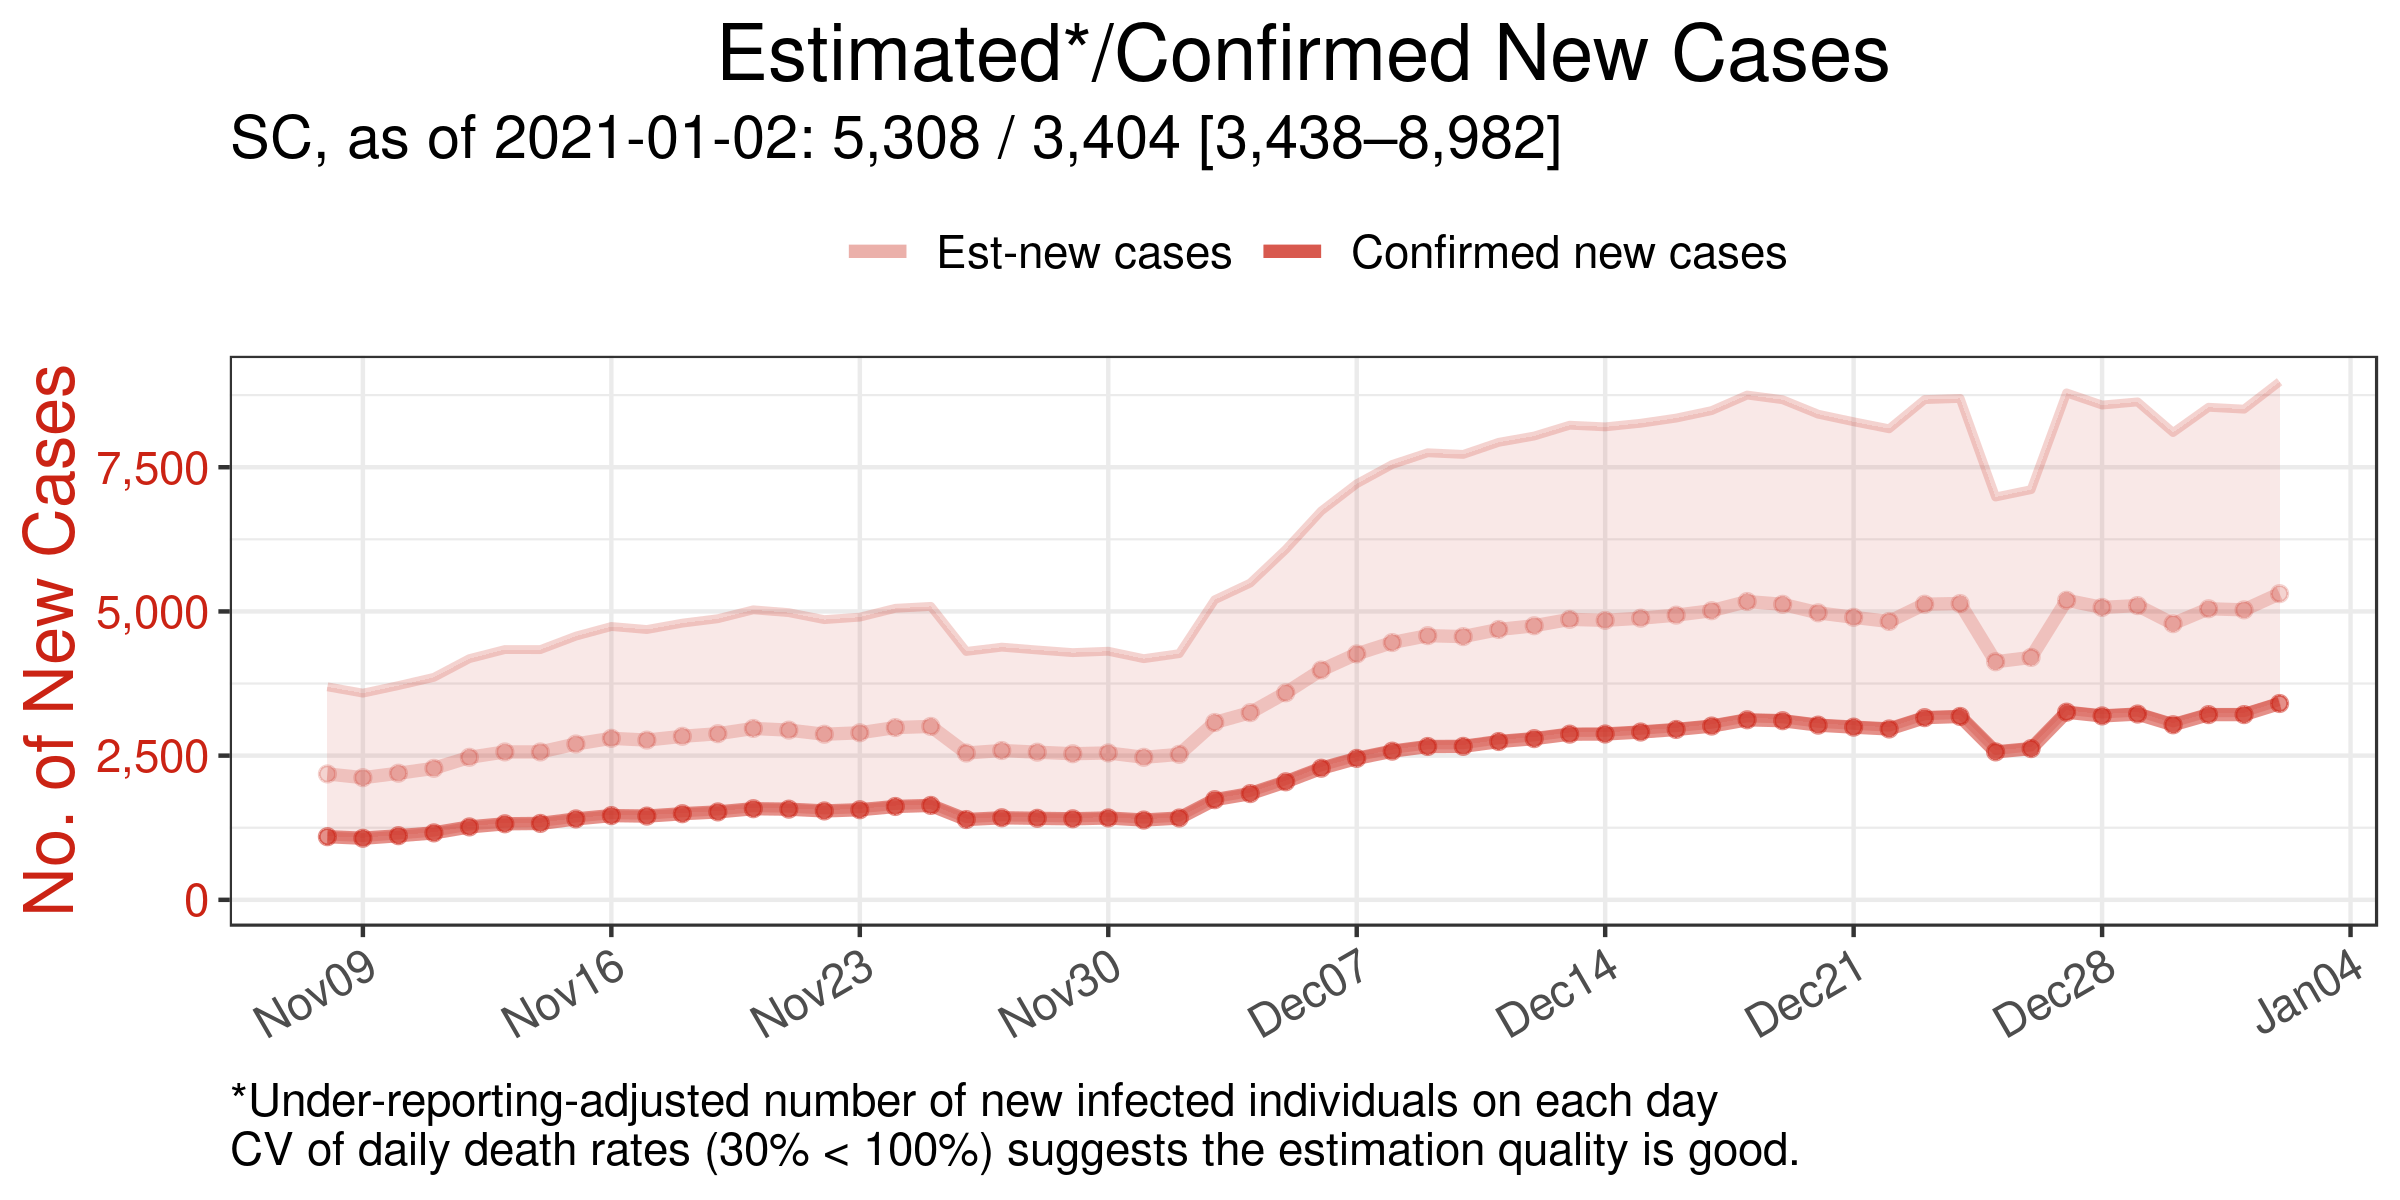 Estimated*/Confirmed New Cases
SC, as of 2021-01-02: 5,308 / 3,404 [3,438–8,982]
Est-new cases
Confirmed new cases
No. of New Cases
7,500
5,000
2,500
0
Nov09
Nov16
Nov23
Nov30
Dec07
Dec14
Dec21
Dec28
Jan04
*Under-reporting-adjusted number of new infected individuals on each day
CV of daily death rates (30% < 100%) suggests the estimation quality is good.